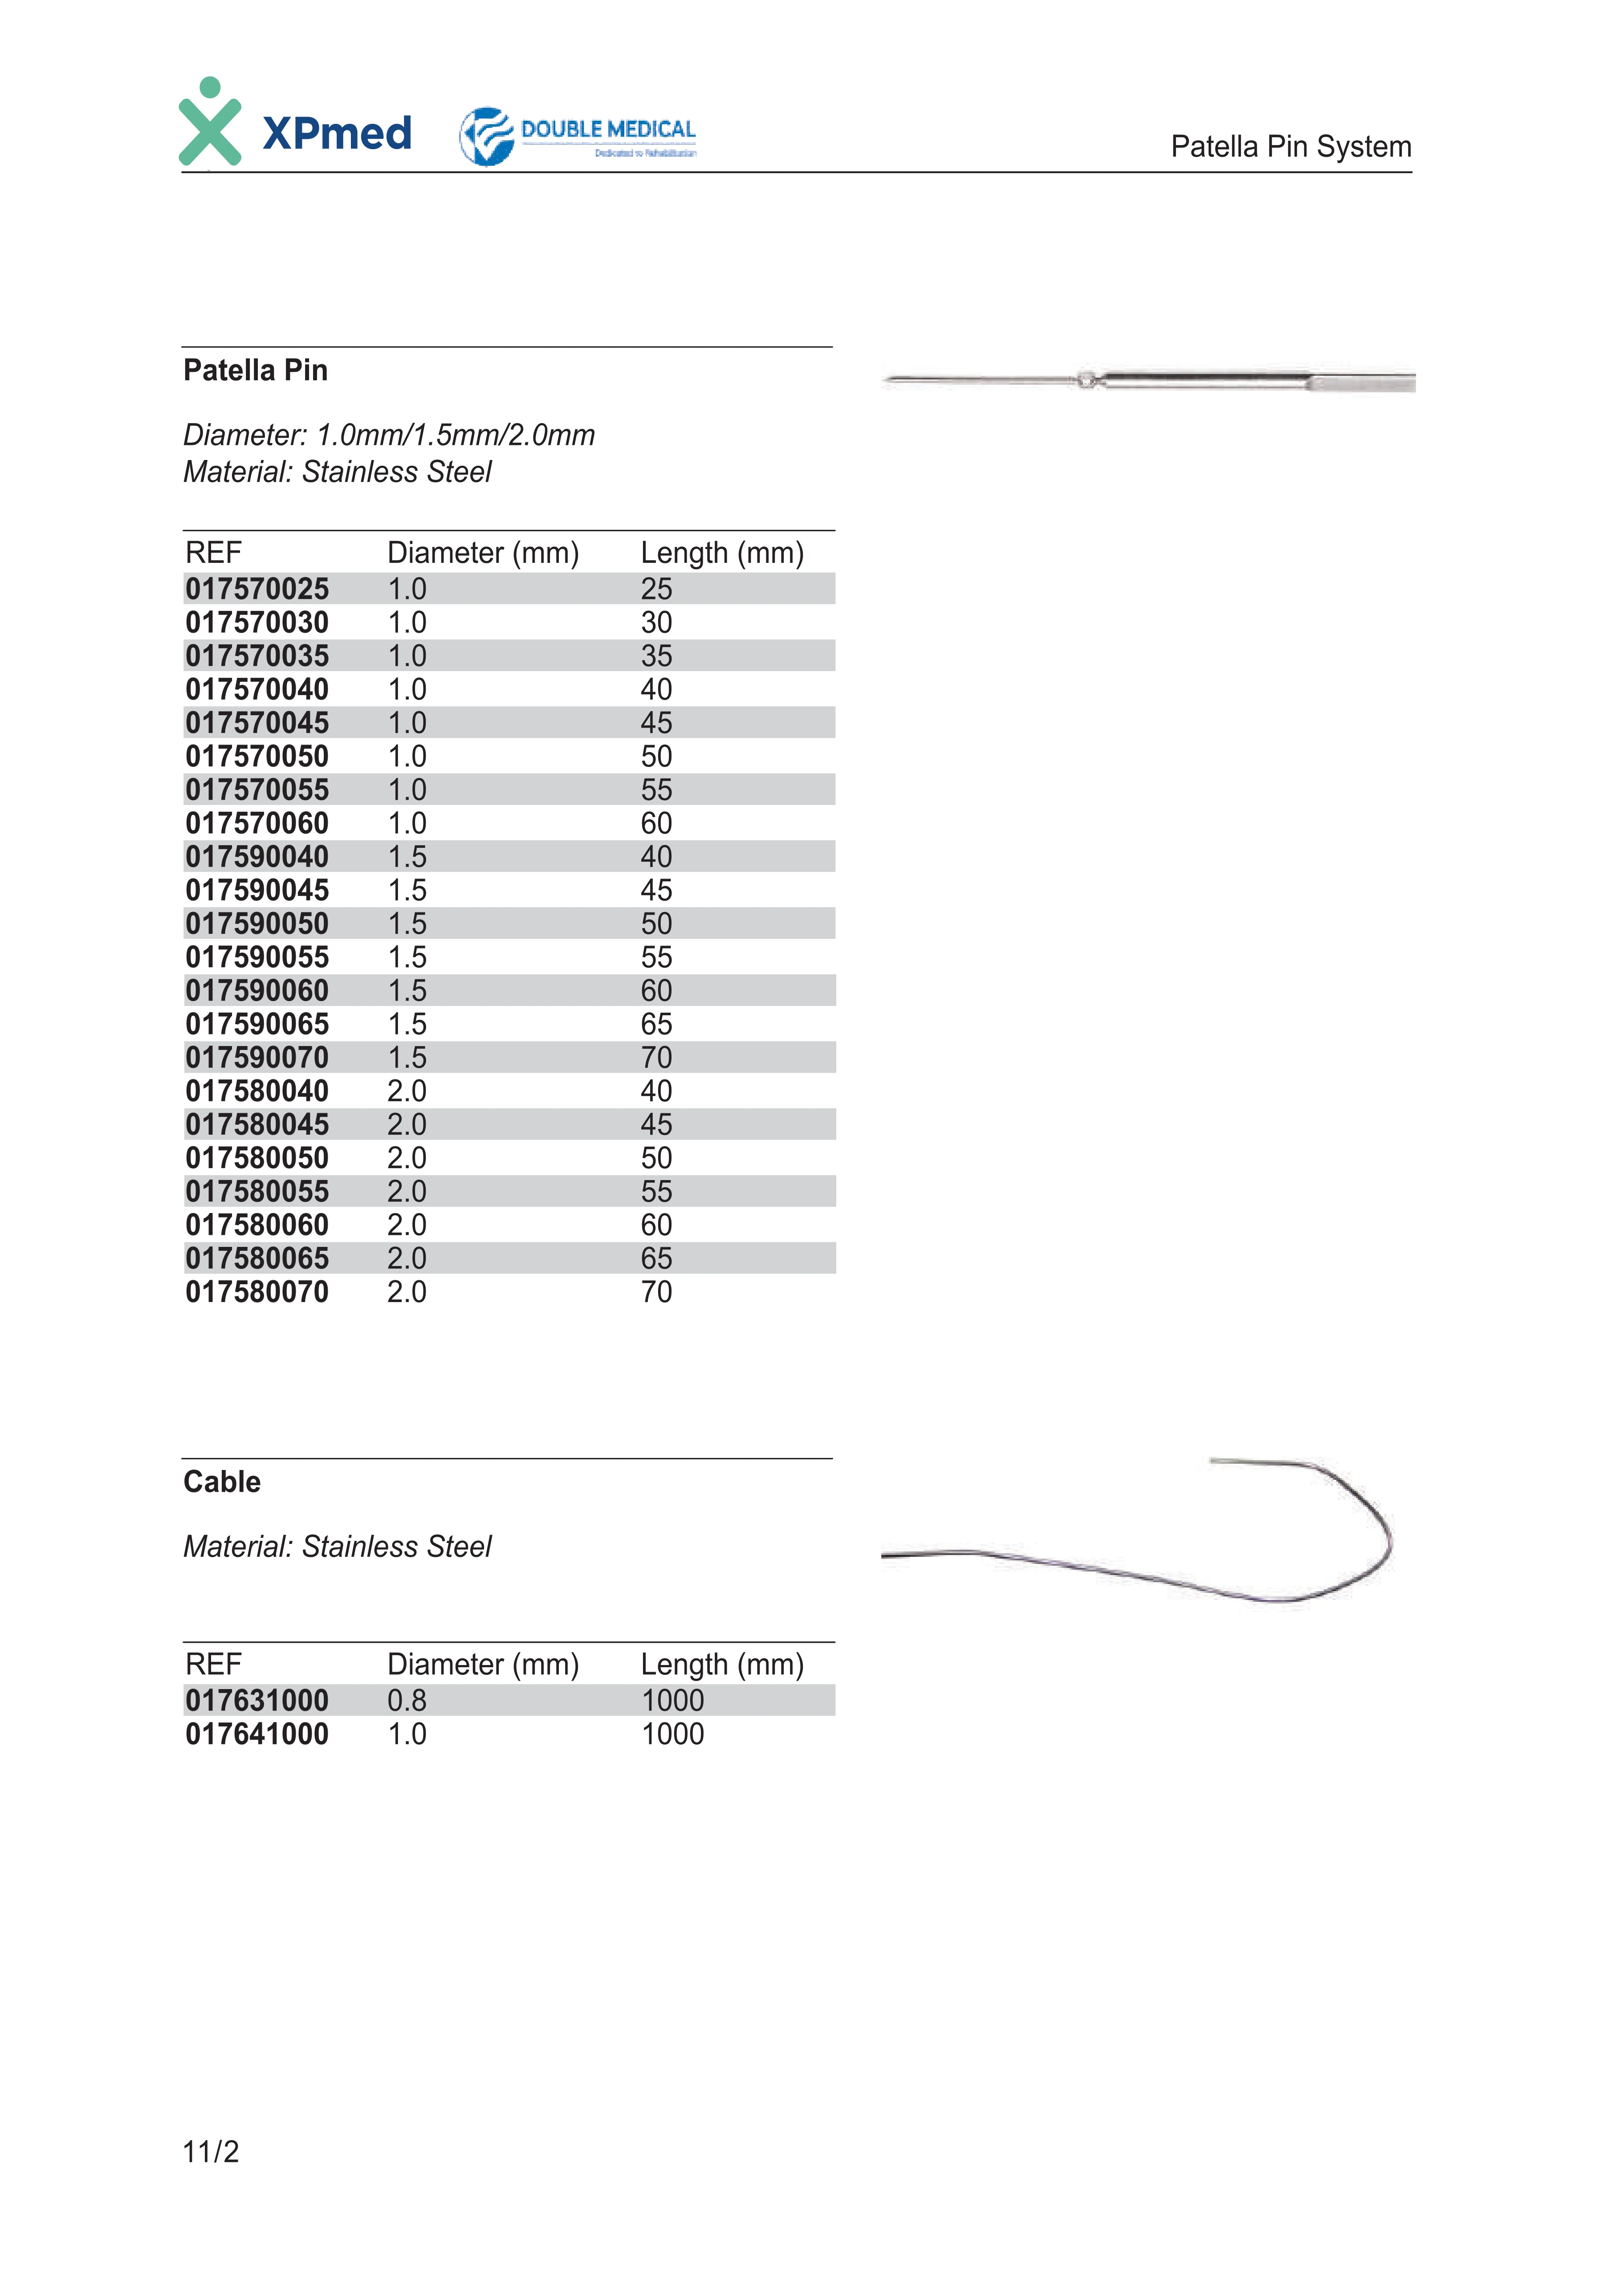 XPmed
DOUBLE MEDICAL
Dedicated to Rehabilitation
Patella Pin System
Patella Pin
Diameter: 1.0mm/1.5mm/2.0mm
Material: Stainless Steel
REF Diameter (mm) Length (mm)
017570025 1.0 25
017570030 1.0 30
017570035 1.0 35
017570040 1.0 40
017570045 1.0 45
017570050 1.0 50
017570055 1.0 55
017570060 1.0 60
017590040 1.5 40
017590045 1.5 45
017590050 1.5 50
017590055 1.5 55
017590060 1.5 60
017590065 1.5 65
017590070 1.5 70
017580040 2.0 40
017580045 2.0 45
017580050 2.0 50
017580055 2.0 55
017580060 2.0 60
017580065 2.0 65
017580070 2.0 70
Cable
Material: Stainless Steel
REF Diameter (mm) Length (mm)
017631000 0.8 1000
017641000 1.0 1000
11/2